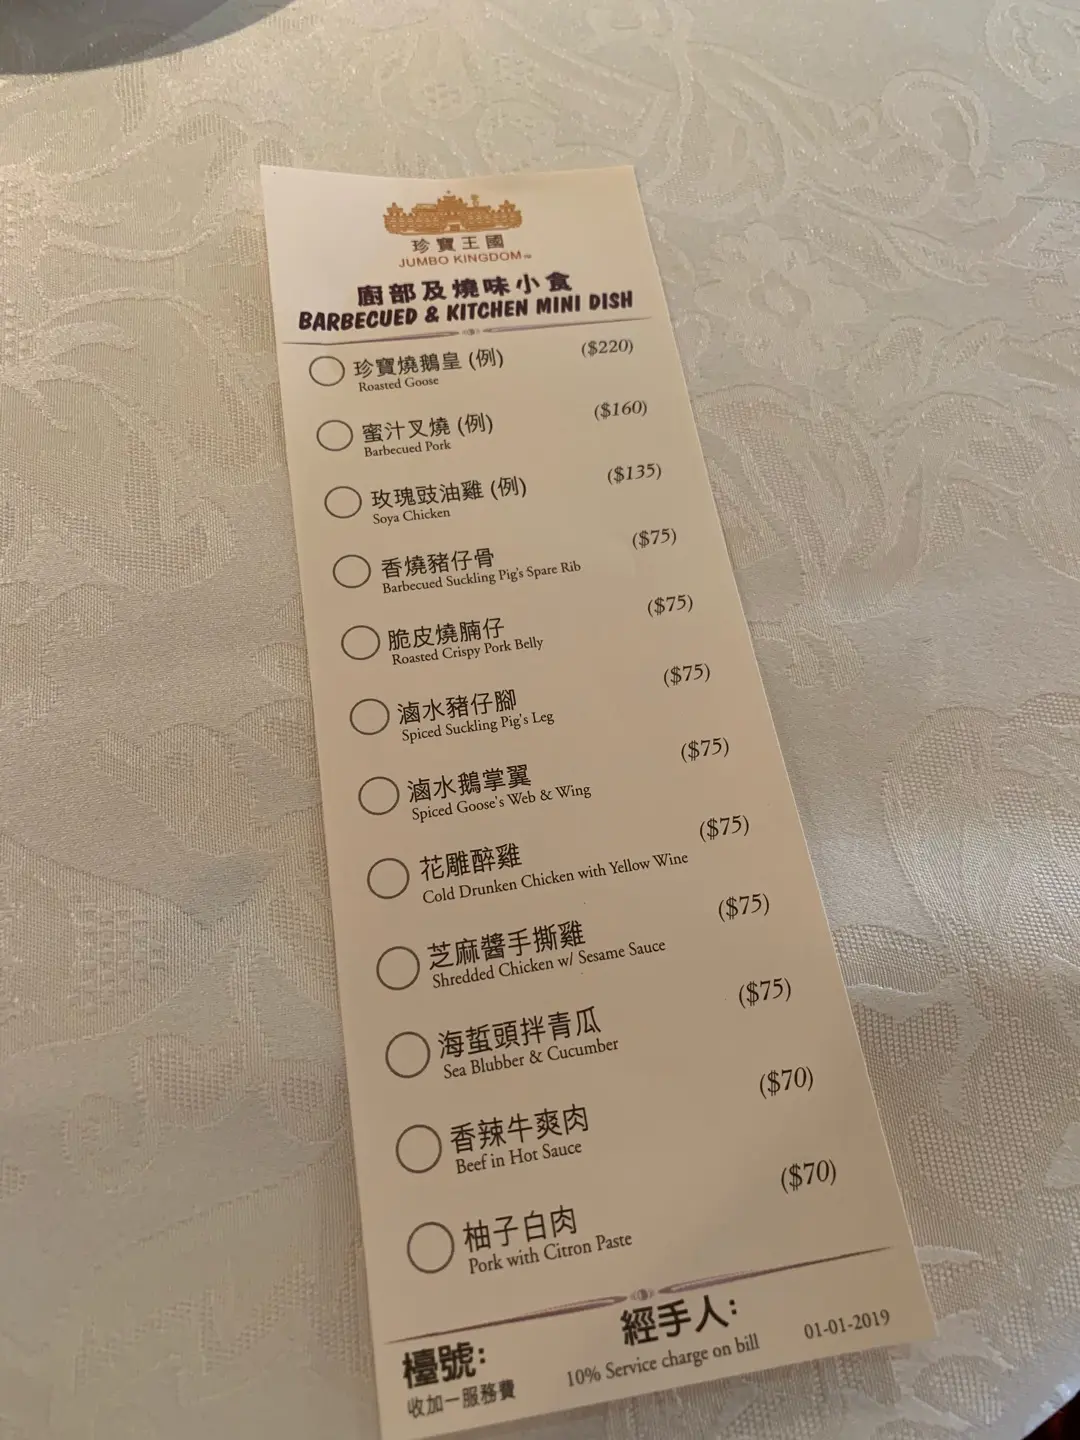 珍寶王國
JUMBO KINGDOM
廚部及燒味小食
BARBECUED & KITCHEN MINI DISH
珍寶燒鵝皇 (例) ($220)
Roasted Goose
蜜汁叉燒 (例) ($160)
Barbecued Pork
玫瑰豉油雞 (例) ($135)
Soya Chicken
香燒豬仔骨 ($75)
Barbecued Suckling Pig's Spare Rib
脆皮燒腩仔 ($75)
Roasted Crispy Pork Belly
滷水豬仔腳 ($75)
Spiced Suckling Pig's Leg
滷水鵝掌翼 ($75)
Spiced Goose's Web & Wing
花雕醉雞 ($75)
Cold Drunken Chicken with Yellow Wine
芝麻醬手撕雞 ($75)
Shredded Chicken w/ Sesame Sauce
海蜇頭拌青瓜 ($75)
Sea Blubber & Cucumber
香辣牛爽肉 ($70)
Beef in Hot Sauce
柚子白肉 ($70)
Pork with Citron Paste
檯號: 經手人:
收加一服務費 10% Service charge on bill 01-01-2019